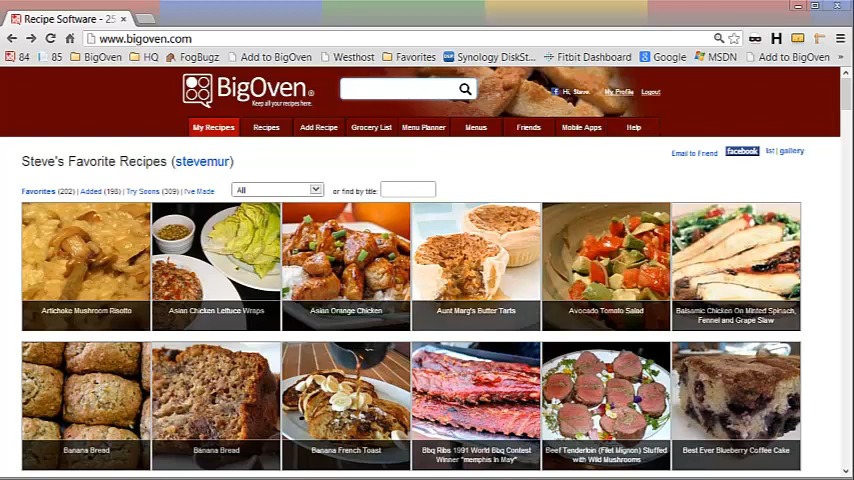 Recipe Software - 25
www.bigoven.com
84 85 BigOven HQ FogBugz Add to BigOven Westhost Favorites Synology DiskSt... Fitbit Dashboard Google MSDN Add to BigOven »
BigOven®
Keep all your recipes here.
Hi, Steve. My Profile Logout
My Recipes Recipes Add Recipe Grocery List Menu Planner Menus Friends Mobile Apps Help
Steve's Favorite Recipes (stevemur)
Email to Friend facebook list | gallery
Favorites (202) | Added (198) | Try Soons (309) | I've Made All or find by title:
Artichoke Mushroom Risotto
Asian Chicken Lettuce Wraps
Asian Orange Chicken
Aunt Marg's Butter Tarts
Avocado Tomato Salad
Balsamic Chicken On Minted Spinach,
Fennel and Grape Slaw
Banana Bread
Banana Bread
Banana French Toast
Bbq Ribs 1991 World Bbq Contest
Winner "memphis In May"
Beef Tenderloin (Filet Mignon) Stuffed
with Wild Mushrooms
Best Ever Blueberry Coffee Cake